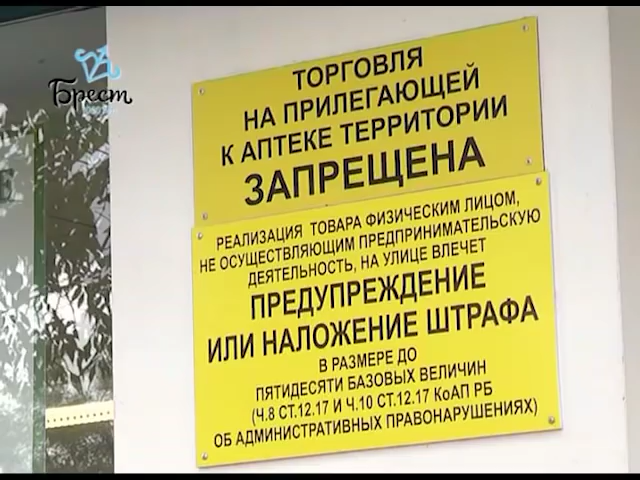 Брест
ТОРГОВЛЯ
НА ПРИЛЕГАЮЩЕЙ
К АПТЕКЕ ТЕРРИТОРИИ
ЗАПРЕЩЕНА
РЕАЛИЗАЦИЯ ТОВАРА ФИЗИЧЕСКИМ ЛИЦОМ,
НЕ ОСУЩЕСТВЛЯЮЩИМ ПРЕДПРИНИМАТЕЛЬСКУЮ
ДЕЯТЕЛЬНОСТЬ, НА УЛИЦЕ ВЛЕЧЕТ
ПРЕДУПРЕЖДЕНИЕ
ИЛИ НАЛОЖЕНИЕ ШТРАФА
В РАЗМЕРЕ ДО
ПЯТИДЕСЯТИ БАЗОВЫХ ВЕЛИЧИН
(Ч.8 СТ.12.17 И Ч.10 СТ.12.17 КоАП РБ
ОБ АДМИНИСТРАТИВНЫХ ПРАВОНАРУШЕНИЯХ)